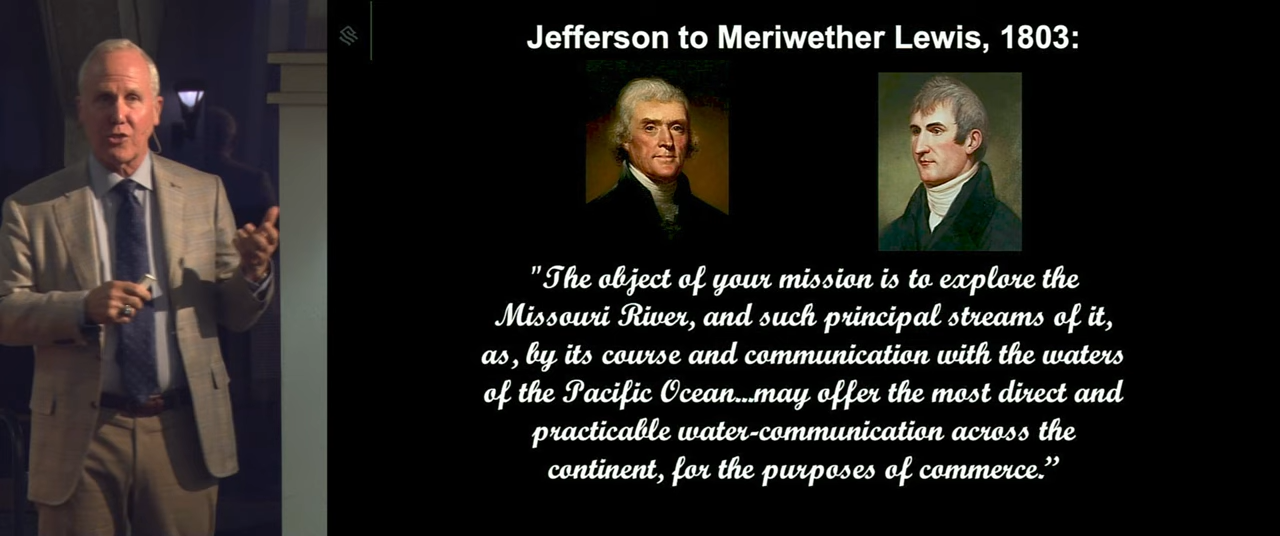 Jefferson to Meriwether Lewis, 1803:
"The object of your mission is to explore the
Missouri River, and such principal streams of it,
as, by its course and communication with the waters
of the Pacific Ocean...may offer the most direct and
practicable water-communication across the
continent, for the purposes of commerce.”